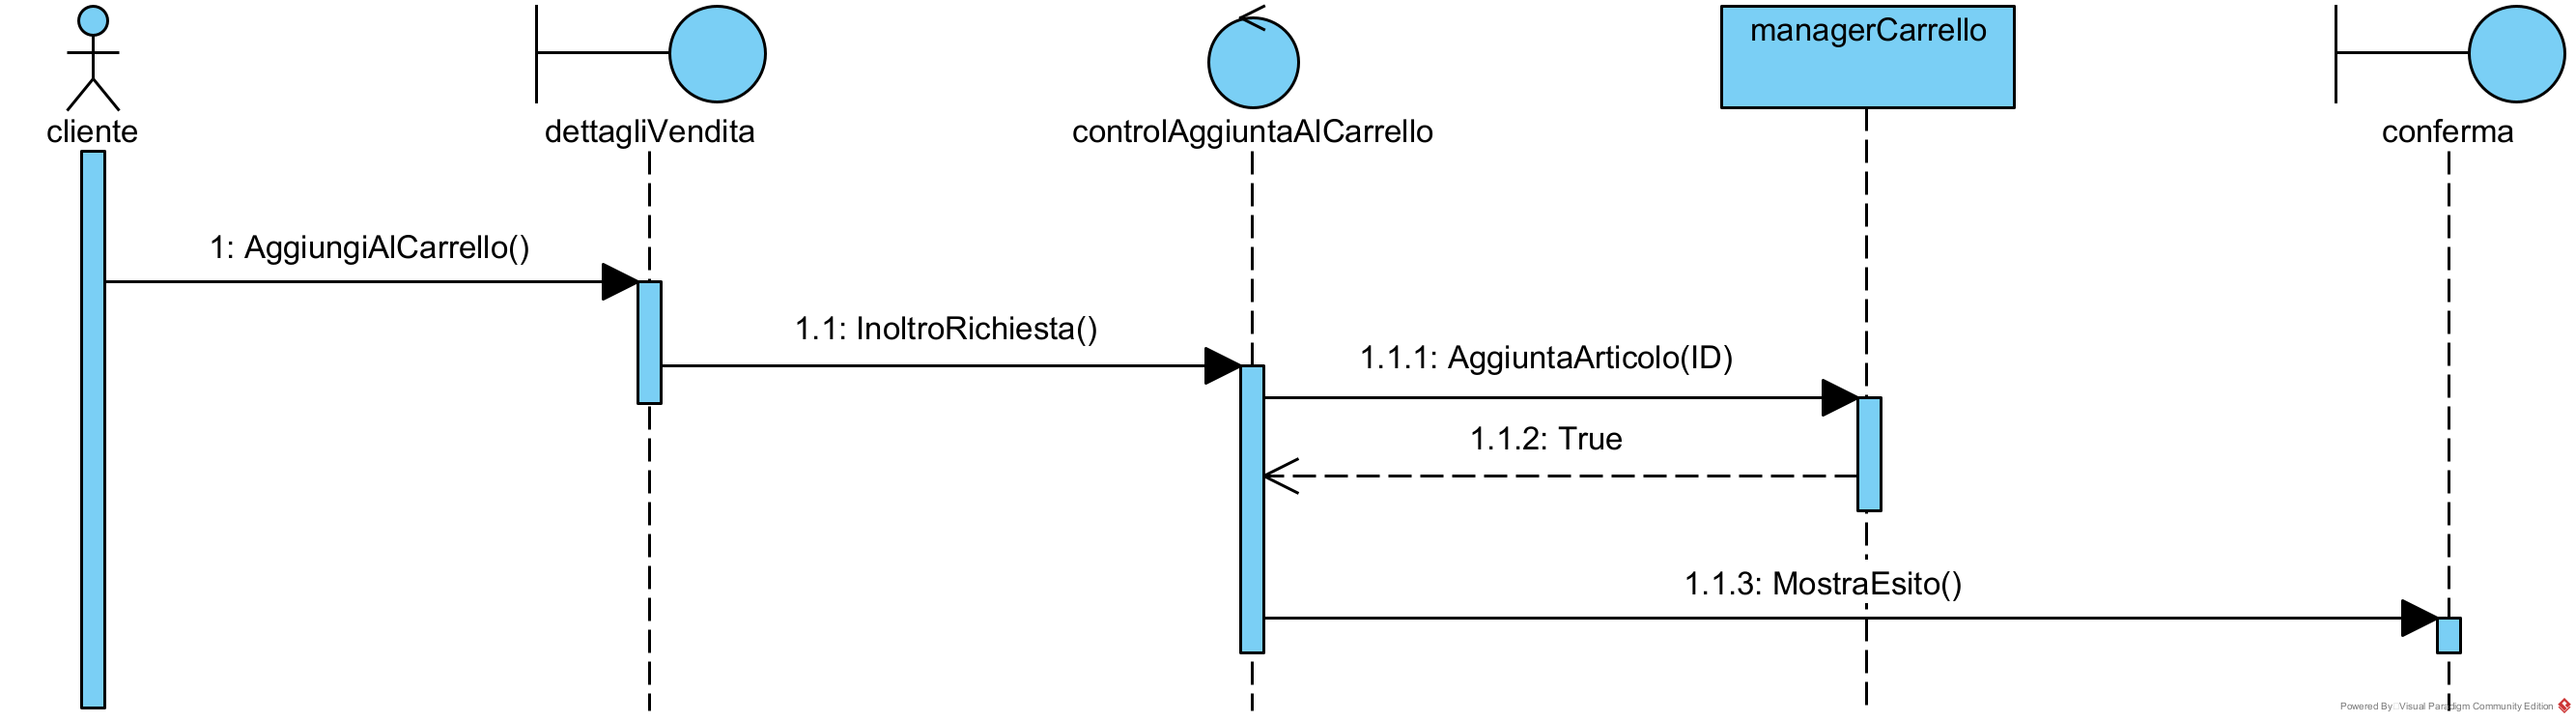 managerCarrello
cliente
dettagliVendita
controlAggiuntaAlCarrello
conferma
1: AggiungiAlCarrello()
1.1: InoltroRichiesta()
1.1.1: AggiuntaArticolo(ID)
1.1.2: True
1.1.3: MostraEsito()
Powered By Visual Paradigm Community Edition